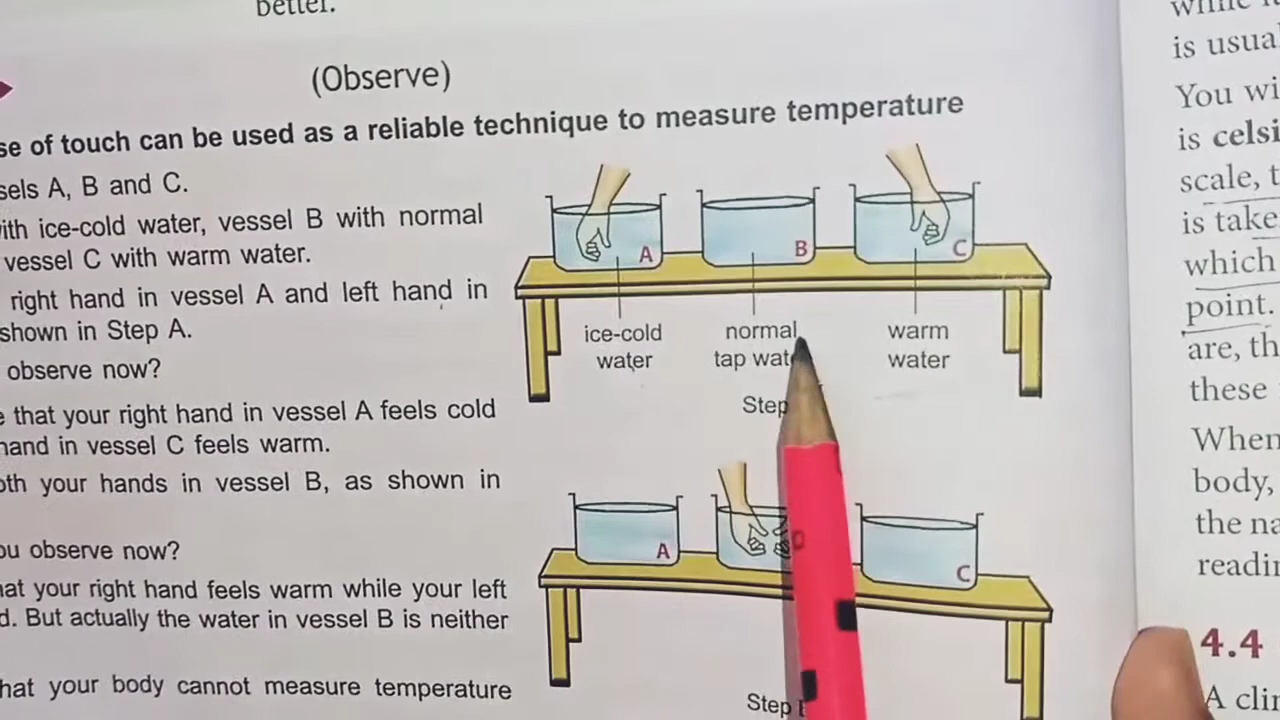 better.
(Observe)
se of touch can be used as a reliable technique to measure temperature
sels A, B and C.
ith ice-cold water, vessel B with normal
vessel C with warm water.
right hand in vessel A and left hand in
shown in Step A.
observe now?
e that your right hand in vessel A feels cold
hand in vessel C feels warm.
oth your hands in vessel B, as shown in
ou observe now?
hat your right hand feels warm while your left
d. But actually the water in vessel B is neither
hat your body cannot measure temperature
A
B
C
ice-cold
water
normal
tap wat
warm
water
Step
A
C
Step
is usua
You wi
is celsi
scale, t
is take
which
point.
are, th
these
When
body,
the na
readin
4.4
A clin